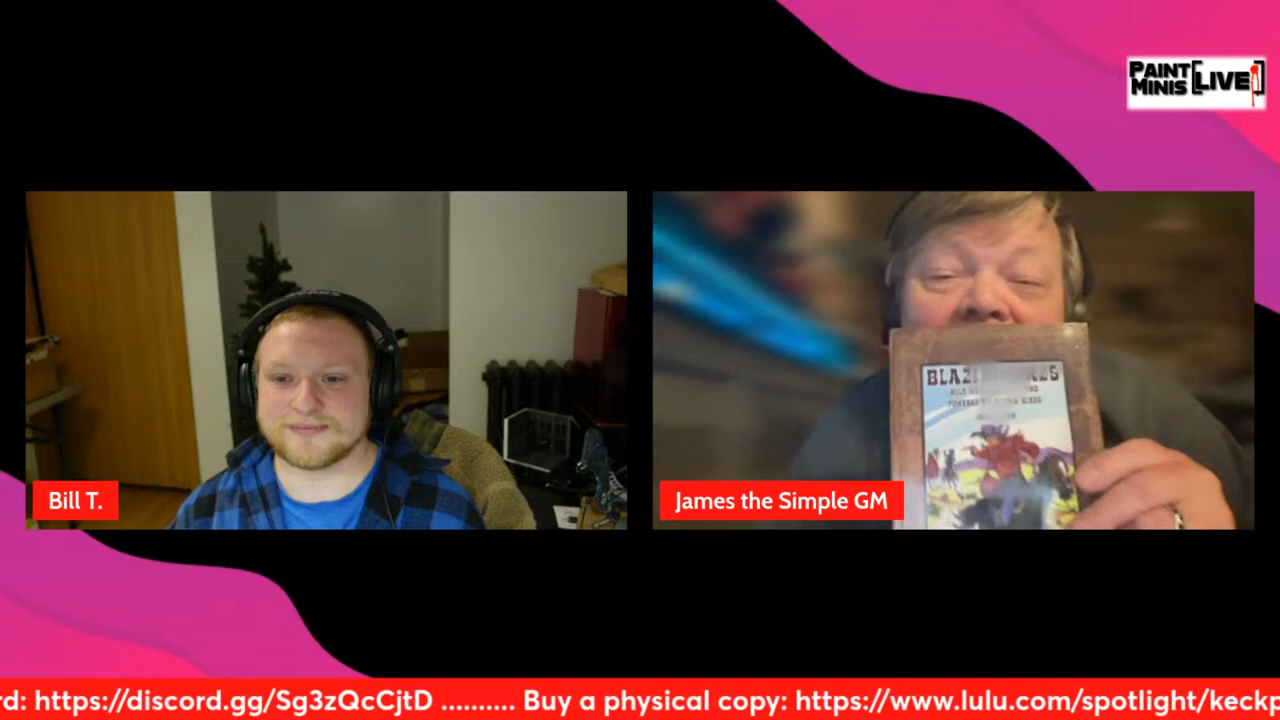 PAINT
MINIS
[LIVE]
Bill T.
James the Simple GM
rd: https://discord.gg/Sg3zQcCjtD .......... Buy a physical copy: https://www.lulu.com/spotlight/keckp